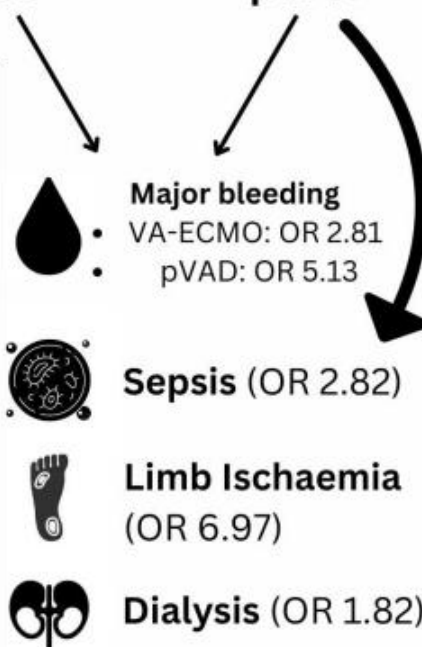 Major bleeding
• VA-ECMO: OR 2.81
• pVAD: OR 5.13
Sepsis (OR 2.82)
Limb Ischaemia
(OR 6.97)
Dialysis (OR 1.82)